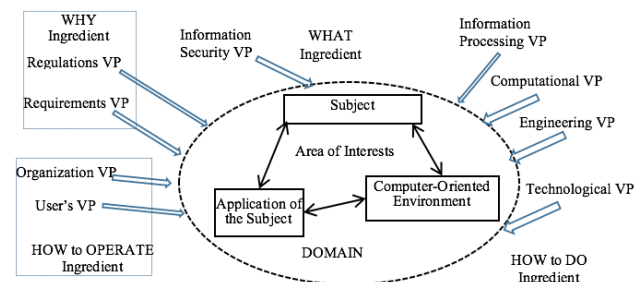 WHY
Ingredient
Regulations VP
Requirements VP
Organization VP
User's VP
HOW to OPERATE
Ingredient
Information
Security VP
WHAT
Ingredient
Subject
Area of Interests
Application of
the Subject
Computer-Oriented
Environment
DOMAIN
Information
Processing VP
Computational VP
Engineering VP
Technological VP
HOW to DO
Ingredient